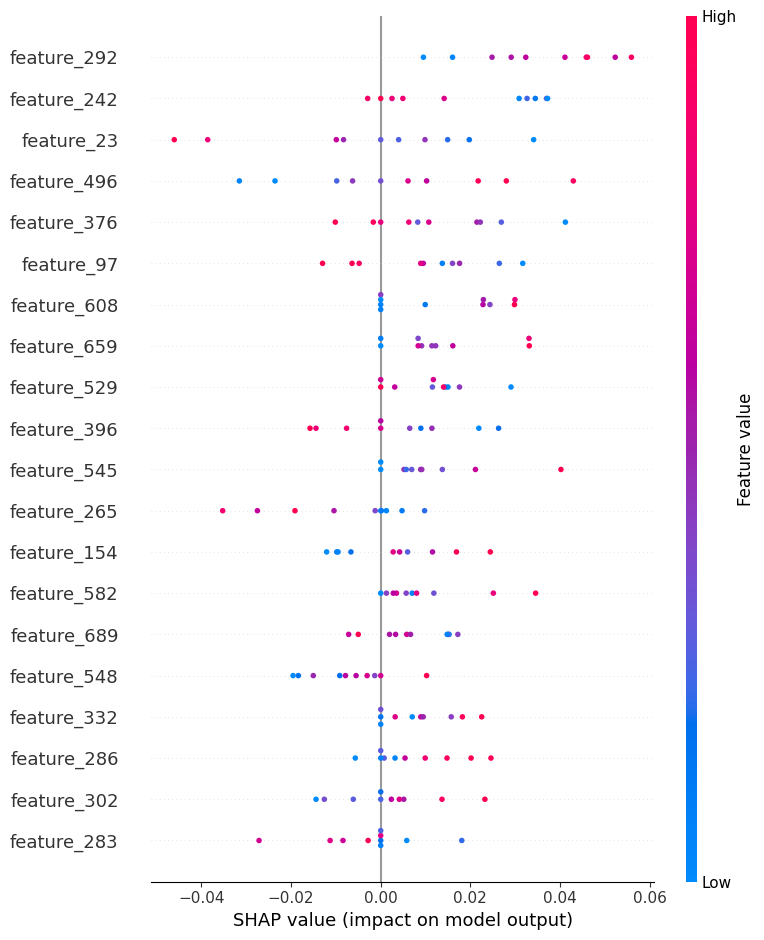 High
feature_292
feature_242
feature_23
feature_496
feature_376
feature_97
feature_608
feature_659
feature_529
feature_396
feature_545
feature_265
feature_154
feature_582
feature_689
feature_548
feature_332
feature_286
feature_302
feature_283
Feature value
Low
−0.04 −0.02 0.00 0.02 0.04 0.06
SHAP value (impact on model output)